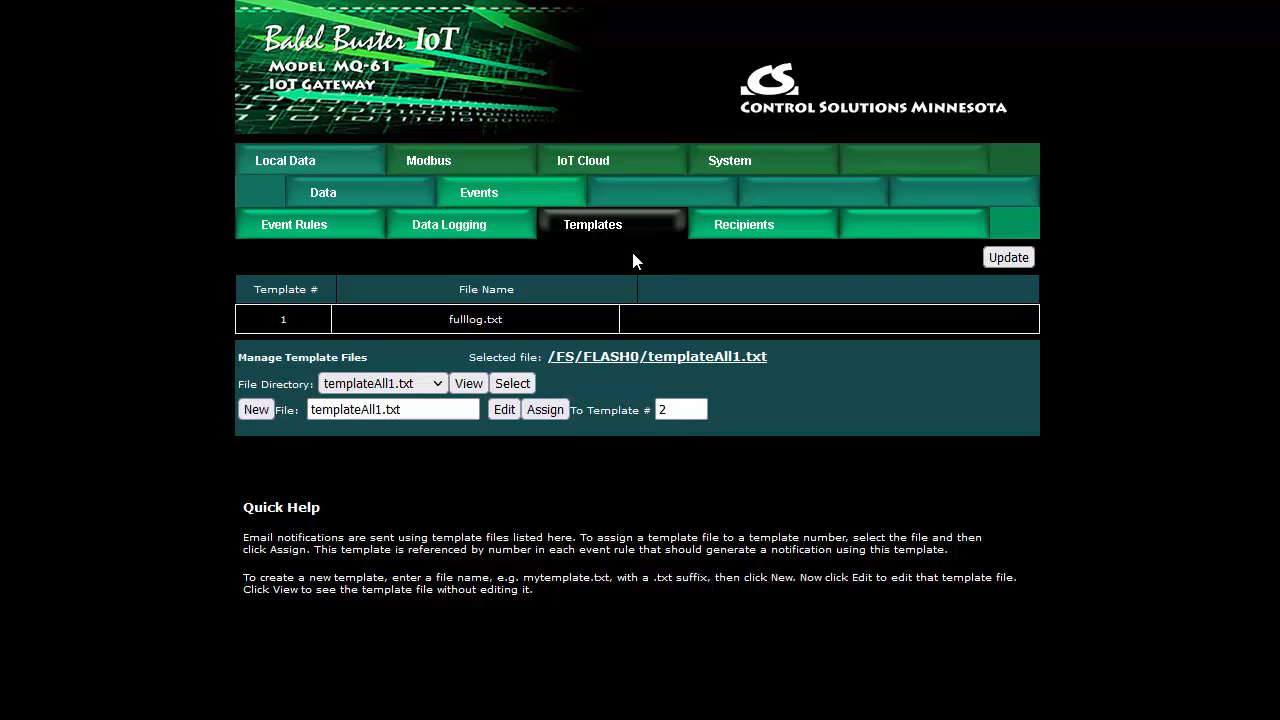 Babel Buster IoT
MODEL MQ-61
IOT GATEWAY
CS
CONTROL SOLUTIONS MINNESOTA
Local Data Modbus IoT Cloud System
Data Events
Event Rules Data Logging Templates Recipients
Update
Template # File Name
1 fulllog.txt
Manage Template Files Selected file: /FS/FLASH0/templateAll1.txt
File Directory: templateAll1.txt View Select
New File: templateAll1.txt Edit Assign To Template # 2
Quick Help
Email notifications are sent using template files listed here. To assign a template file to a template number, select the file and then
click Assign. This template is referenced by number in each event rule that should generate a notification using this template.
To create a new template, enter a file name, e.g. mytemplate.txt, with a .txt suffix, then click New. Now click Edit to edit that template file.
Click View to see the template file without editing it.